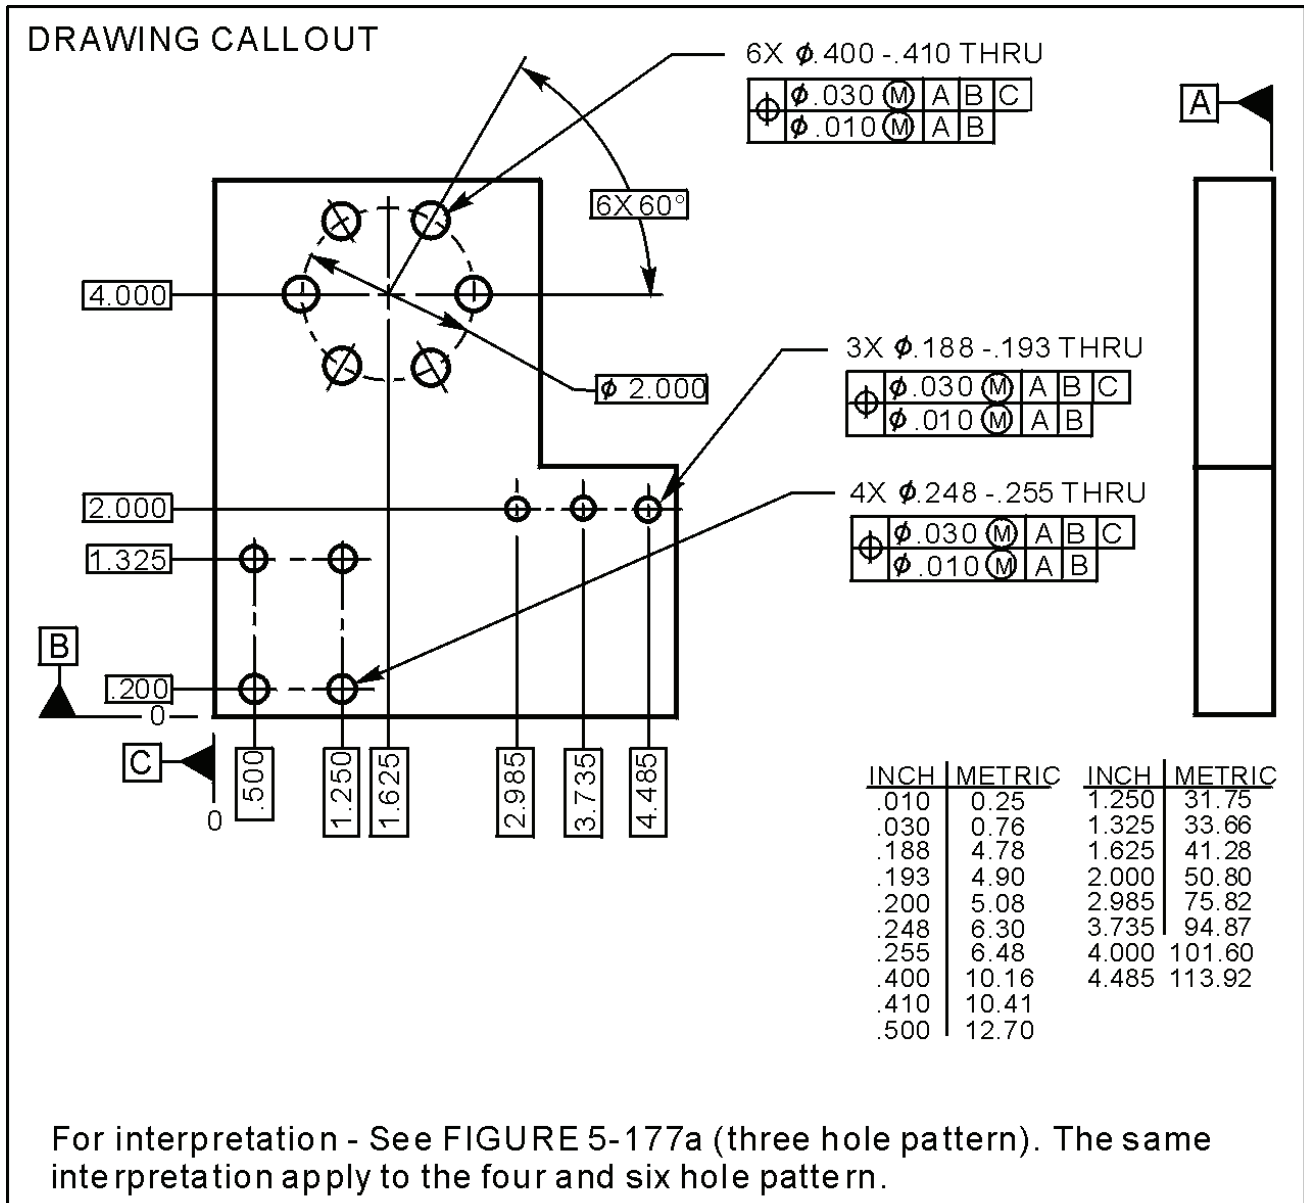 DRAWING CALLOUT
6X ⌀.400 -.410 THRU
⌀.030 Ⓜ A B C
⌀.010 Ⓜ A B
A
6X 60°
4.000
3X ⌀.188 -.193 THRU
⌀.030 Ⓜ A B C
⌀.010 Ⓜ A B
⌀ 2.000
4X ⌀.248 -.255 THRU
⌀.030 Ⓜ A B C
⌀.010 Ⓜ A B
2.000
1.325
B
.200
0
C
0
.500
1.250
1.625
2.985
3.735
4.485
INCH METRIC INCH METRIC
.010 0.25 1.250 31.75
.030 0.76 1.325 33.66
.188 4.78 1.625 41.28
.193 4.90 2.000 50.80
.200 5.08 2.985 75.82
.248 6.30 3.735 94.87
.255 6.48 4.000 101.60
.400 10.16 4.485 113.92
.410 10.41
.500 12.70
For interpretation - See FIGURE 5-177a (three hole pattern). The same
interpretation apply to the four and six hole pattern.